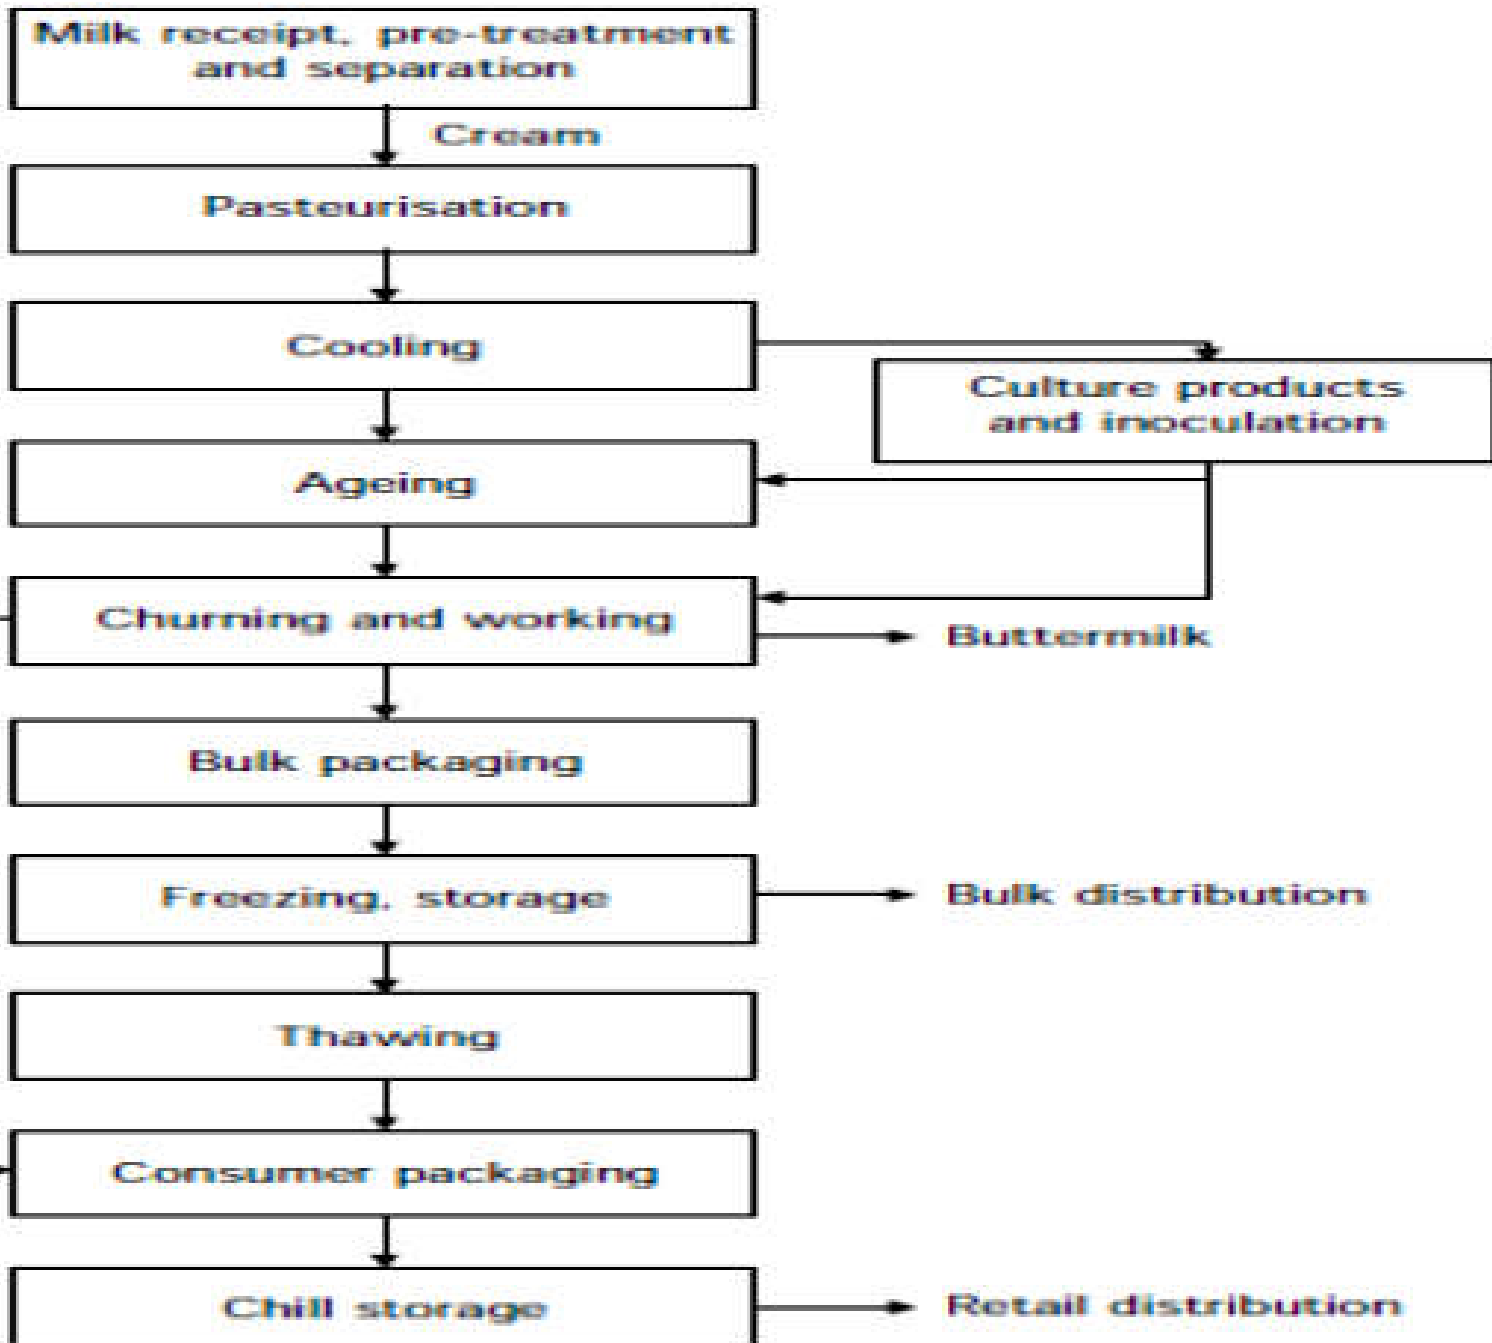 Milk receipt, pre-treatment
and separation
Cream
Pasteurisation
Cooling
Culture products
and inoculation
Ageing
Churning and working
Buttermilk
Bulk packaging
Freezing, storage
Bulk distribution
Thawing
Consumer packaging
Chill storage
Retail distribution